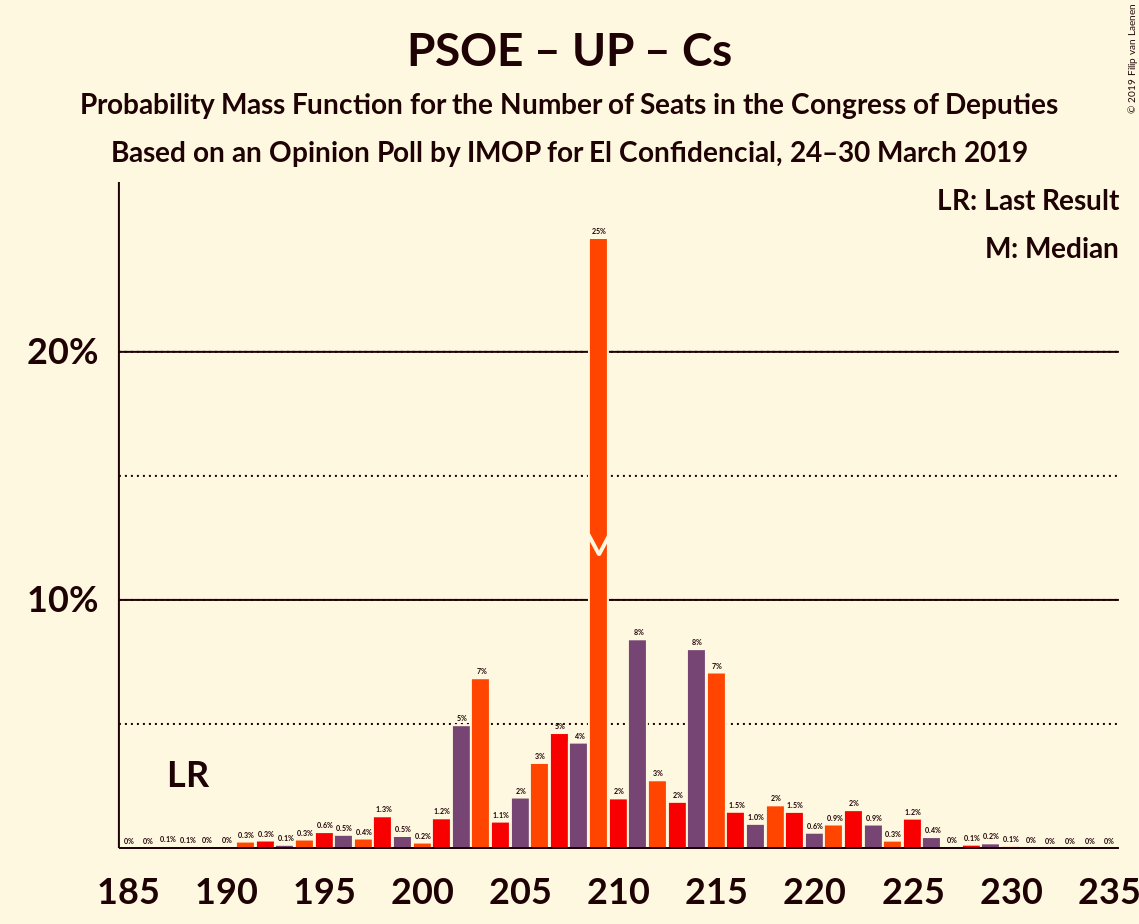 PSOE – UP – Cs
Probability Mass Function for the Number of Seats in the Congress of Deputies
Based on an Opinion Poll by IMOP for El Confidencial, 24–30 March 2019
© 2019 Filip van Laenen
LR: Last Result
M: Median
20%
10%
LR
0% 0% 0.1% 0.1% 0% 0% 0.3% 0.3% 0.1% 0.3% 0.6% 0.5% 0.4% 1.3% 0.5% 0.2% 1.2% 5% 7% 1.1% 2% 3% 5% 4% 25% 2% 8% 3% 2% 8% 7% 1.5% 1.0% 2% 1.5% 0.6% 0.9% 2% 0.9% 0.3% 1.2% 0.4% 0% 0.1% 0.2% 0.1% 0% 0% 0% 0% 0%
185 190 195 200 205 210 215 220 225 230 235